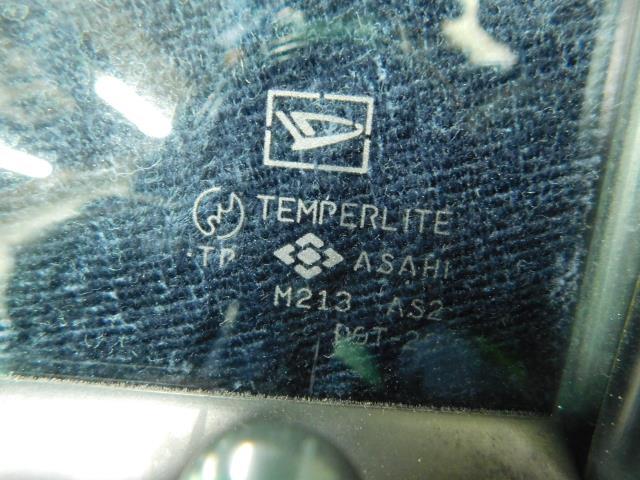 TEMPERLITE
·TP ASAHI
M213 AS2